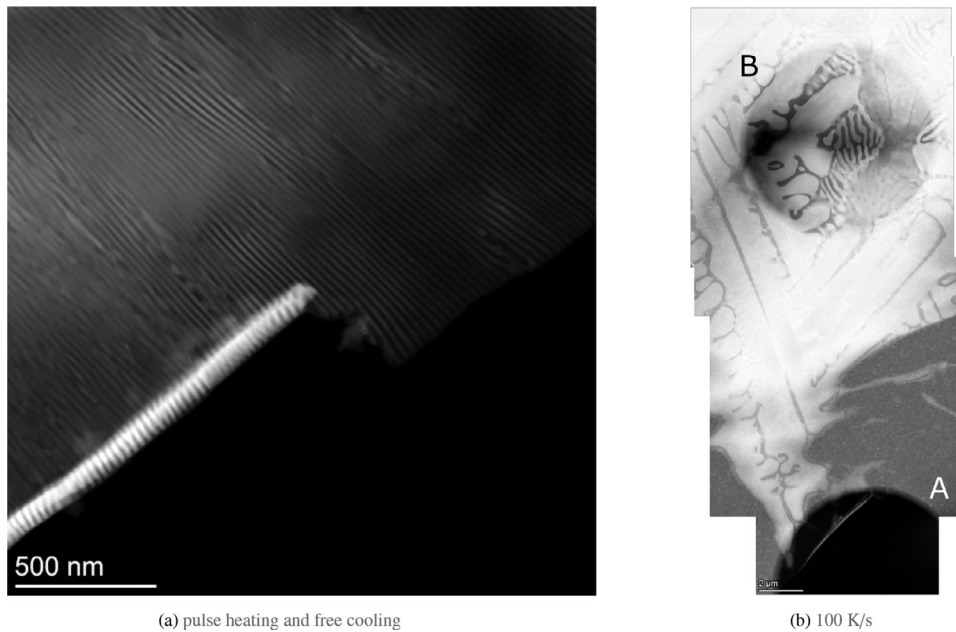 B
500 nm
A
2 μm
(a) pulse heating and free cooling
(b) 100 K/s